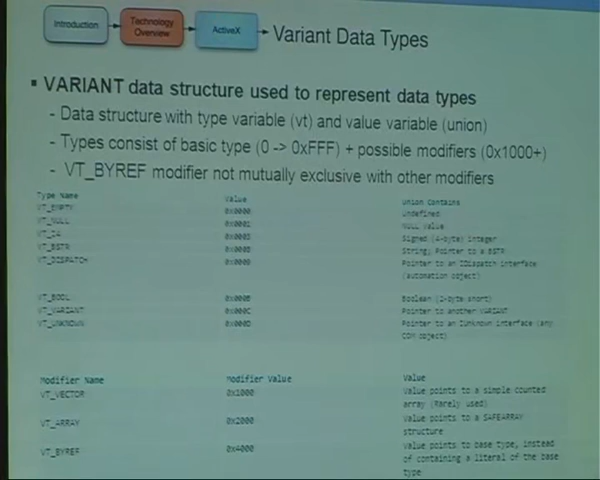 Introduction
Technology
Overview
ActiveX
Variant Data Types
▪ VARIANT data structure used to represent data types
- Data structure with type variable (vt) and value variable (union)
- Types consist of basic type (0 -> 0xFFF) + possible modifiers (0x1000+)
- VT_BYREF modifier not mutually exclusive with other modifiers
Type Name Value Union Contains
VT_EMPTY 0x0000 Undefined
VT_NULL 0x0001 NULL Value
VT_I4 Signed (4-byte) integer
VT_BSTR String; Pointer to a BSTR
VT_DISPATCH Pointer to an IDispatch interface
(automation object)
VT_BOOL 0x000B Boolean (2-byte short)
VT_VARIANT 0x000C Pointer to another VARIANT
VT_UNKNOWN 0x000D Pointer to an IUnknown interface (any
COM object)
Modifier Name Modifier Value Value
VT_VECTOR 0x1000 Value points to a simple counted
array (Rarely used)
VT_ARRAY 0x2000 Value points to a SAFEARRAY
structure
VT_BYREF 0x4000 Value points to base type, instead
of containing a literal of the base
type